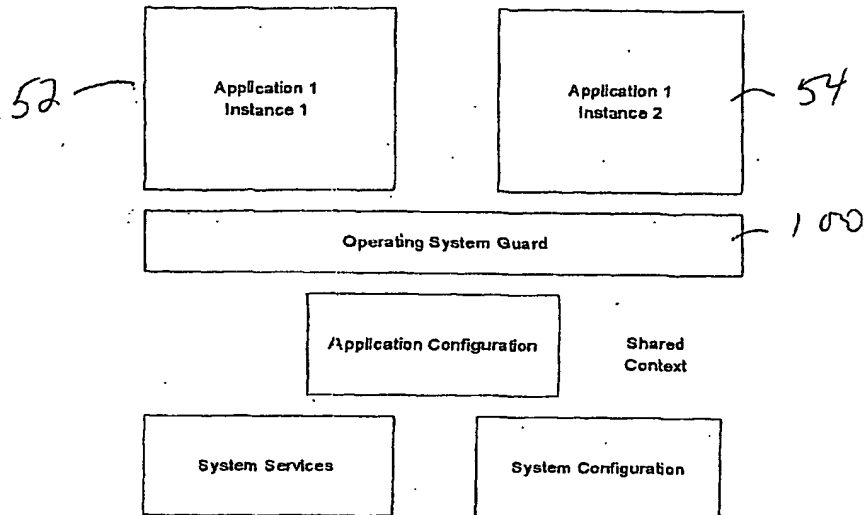 52
Application 1
Instance 1
Application 1
Instance 2
54
Operating System Guard
100
Application Configuration
Shared
Context
System Services
System Configuration